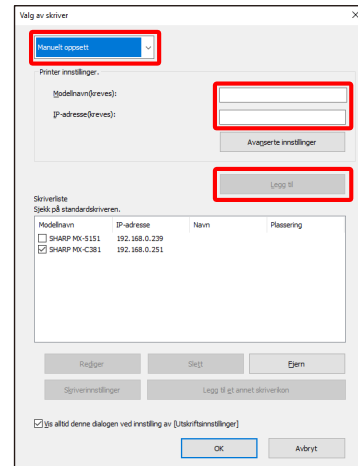 Valg av skriver
Manuelt oppsett
Printer innstillinger.
Modellnavn(kreves):
IP-adresse(kreves):
Avanserte innstillinger
Legg til
Skriverliste
Sjekk på standardskriveren.
Modellnavn IP-adresse Navn Plassering
SHARP MX-5151 192.168.0.239
SHARP MX-C381 192.168.0.251
Rediger Slett Fjern
Skriverinnstillinger Legg til et annet skriverikon
Vis alltid denne dialogen ved innstilling av [Utskriftsinnstillinger]
OK Avbryt